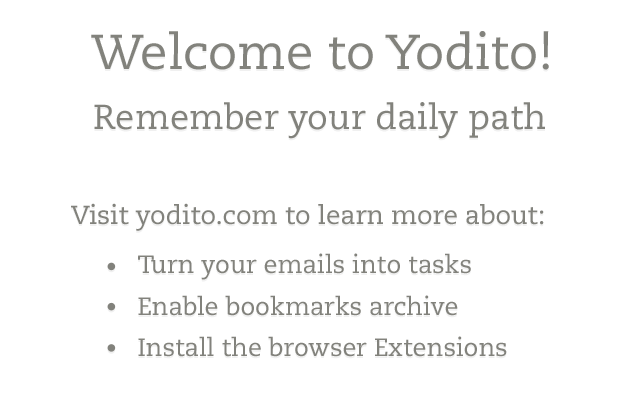 Welcome to Yodito!
Remember your daily path
Visit yodito.com to learn more about:
• Turn your emails into tasks
• Enable bookmarks archive
• Install the browser Extensions